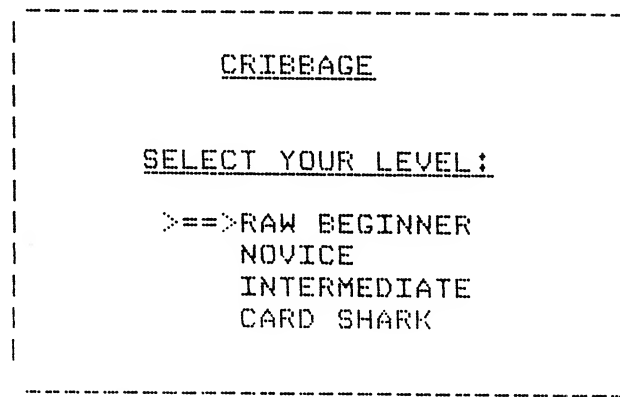 CRIBBAGE
SELECT YOUR LEVEL:
>==>RAW BEGINNER
NOVICE
INTERMEDIATE
CARD SHARK